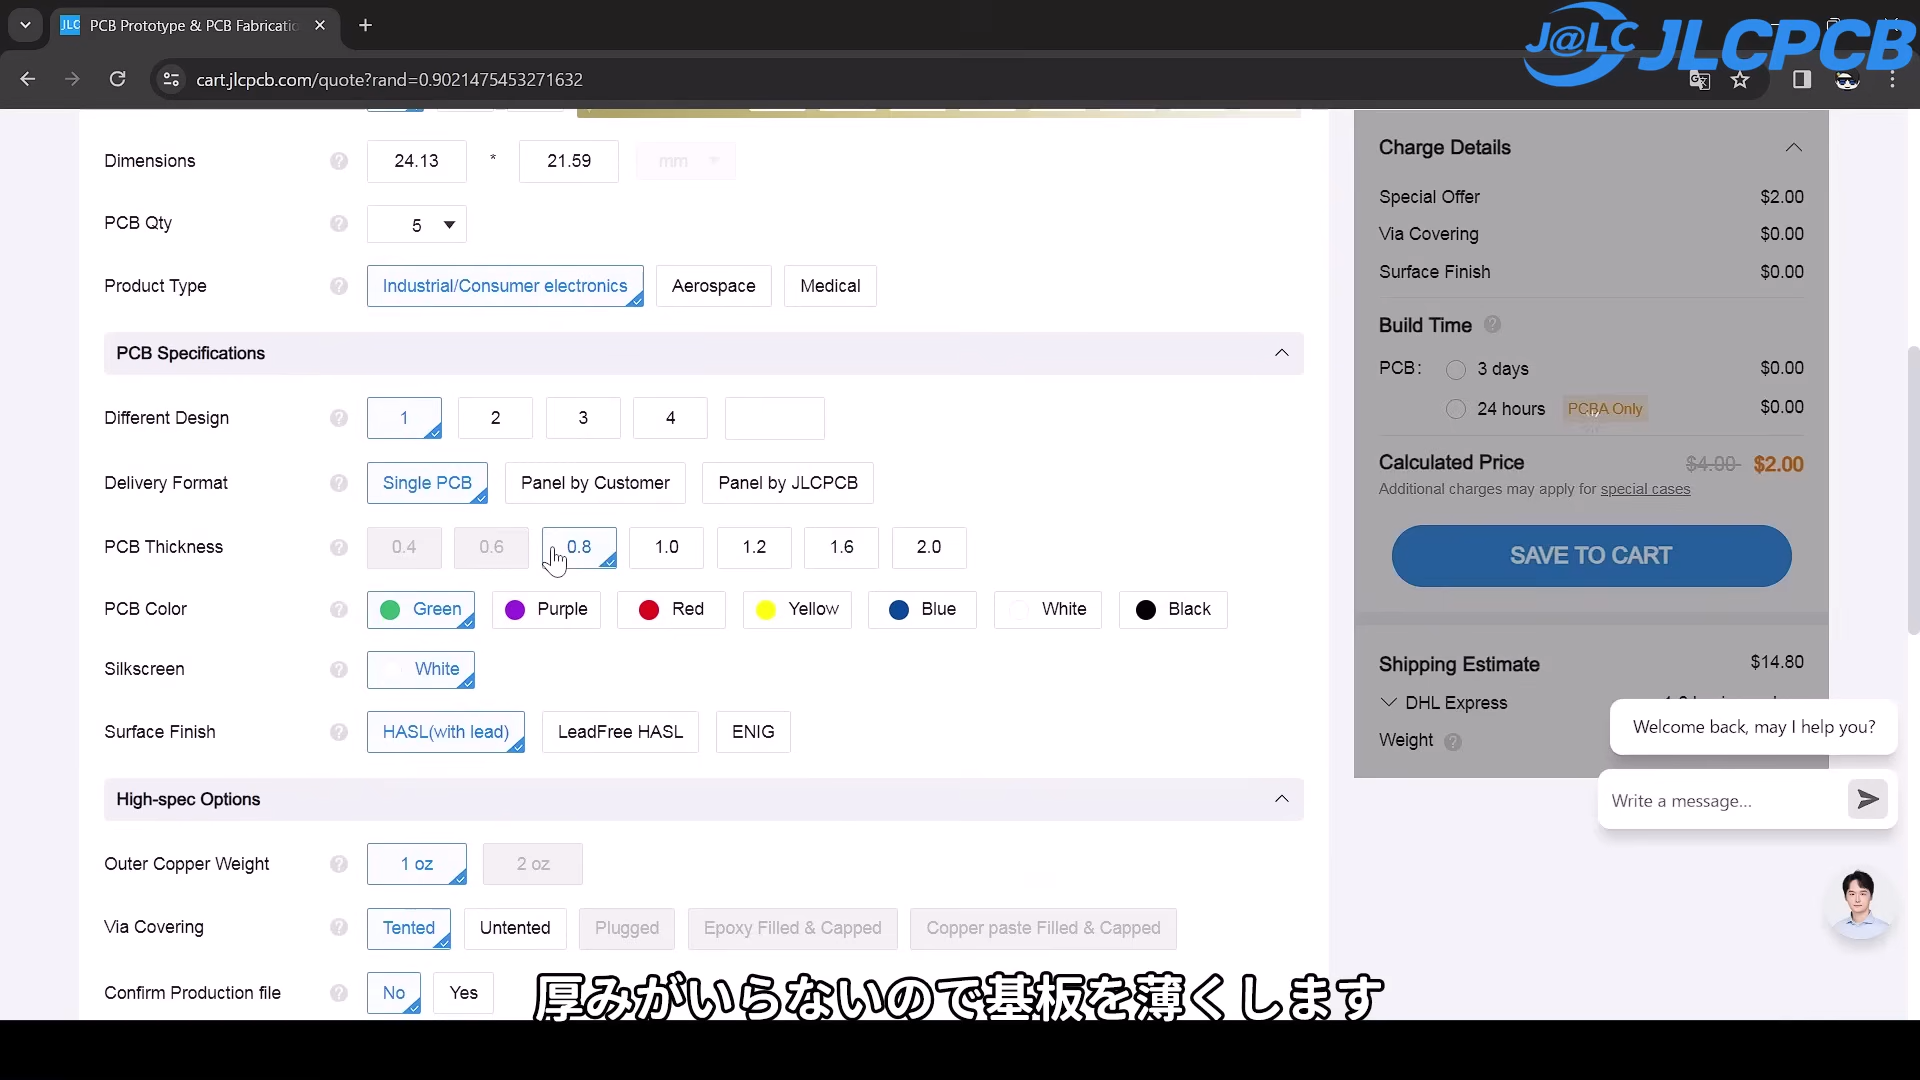 PCB Prototype & PCB Fabricatio
J@LC JLCPCB
cart.jlcpcb.com/quote?rand=0.9021475453271632
Dimensions 24.13 * 21.59 mm
PCB Qty 5
Product Type Industrial/Consumer electronics Aerospace Medical
PCB Specifications
Different Design 1 2 3 4
Delivery Format Single PCB Panel by Customer Panel by JLCPCB
PCB Thickness 0.4 0.6 0.8 1.0 1.2 1.6 2.0
PCB Color Green Purple Red Yellow Blue White Black
Silkscreen White
Surface Finish HASL(with lead) LeadFree HASL ENIG
High-spec Options
Outer Copper Weight 1 oz 2 oz
Via Covering Tented Untented Plugged Epoxy Filled & Capped Copper paste Filled & Capped
Confirm Production file No Yes
Charge Details
Special Offer $2.00
Via Covering $0.00
Surface Finish $0.00
Build Time
PCB: 3 days $0.00
24 hours PCBA Only $0.00
Calculated Price $4.00 $2.00
Additional charges may apply for special cases
SAVE TO CART
Shipping Estimate $14.80
DHL Express
Weight
Welcome back, may I help you?
Write a message...
厚みがいらないので基板を薄くします